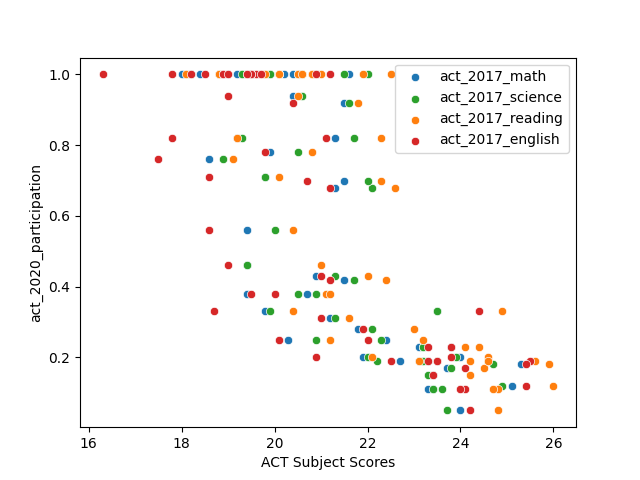 act_2017_math
act_2017_science
act_2017_reading
act_2017_english
1.0
0.8
0.6
0.4
0.2
act_2020_participation
16
18
20
22
24
26
ACT Subject Scores